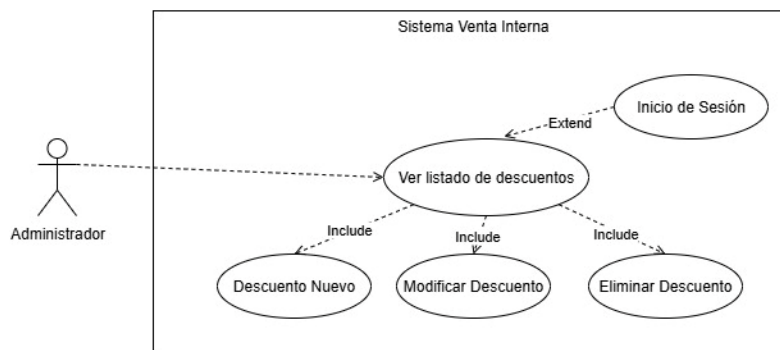 Sistema Venta Interna
Inicio de Sesión
Extend
Ver listado de descuentos
Administrador
Include
Include
Include
Descuento Nuevo
Modificar Descuento
Eliminar Descuento